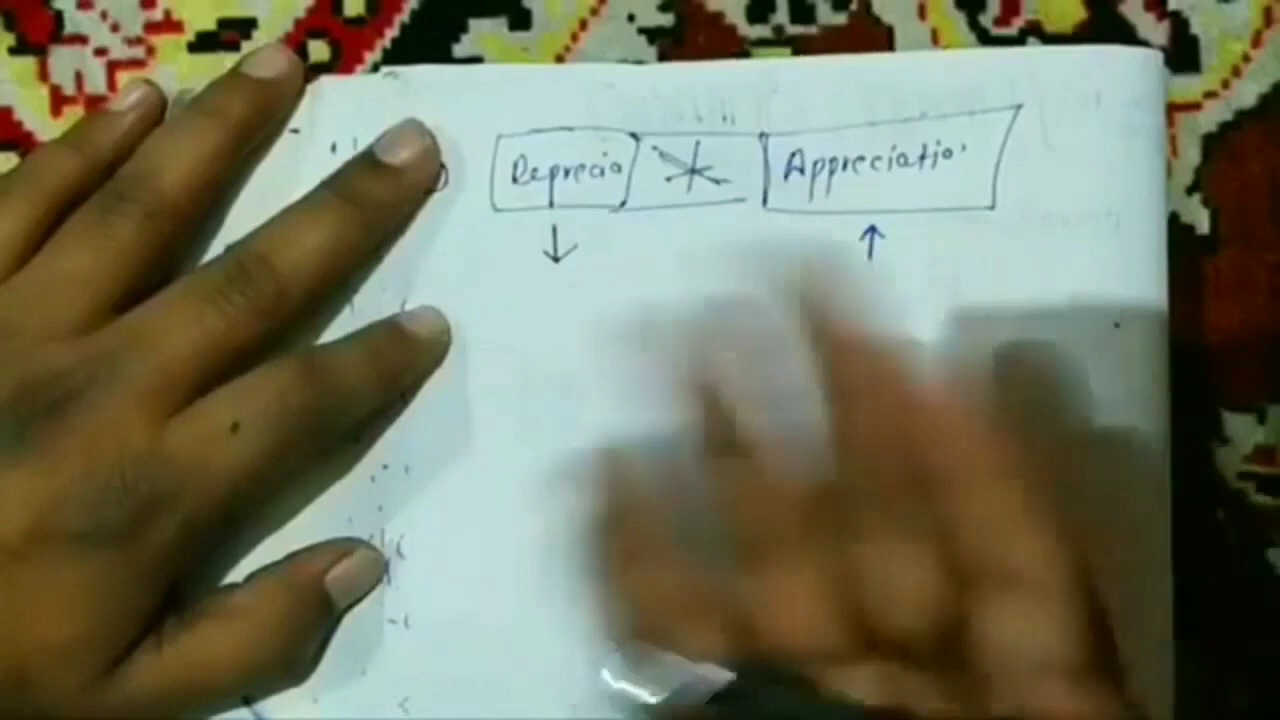 Deprecia * Appreciatio'
↓ ↑